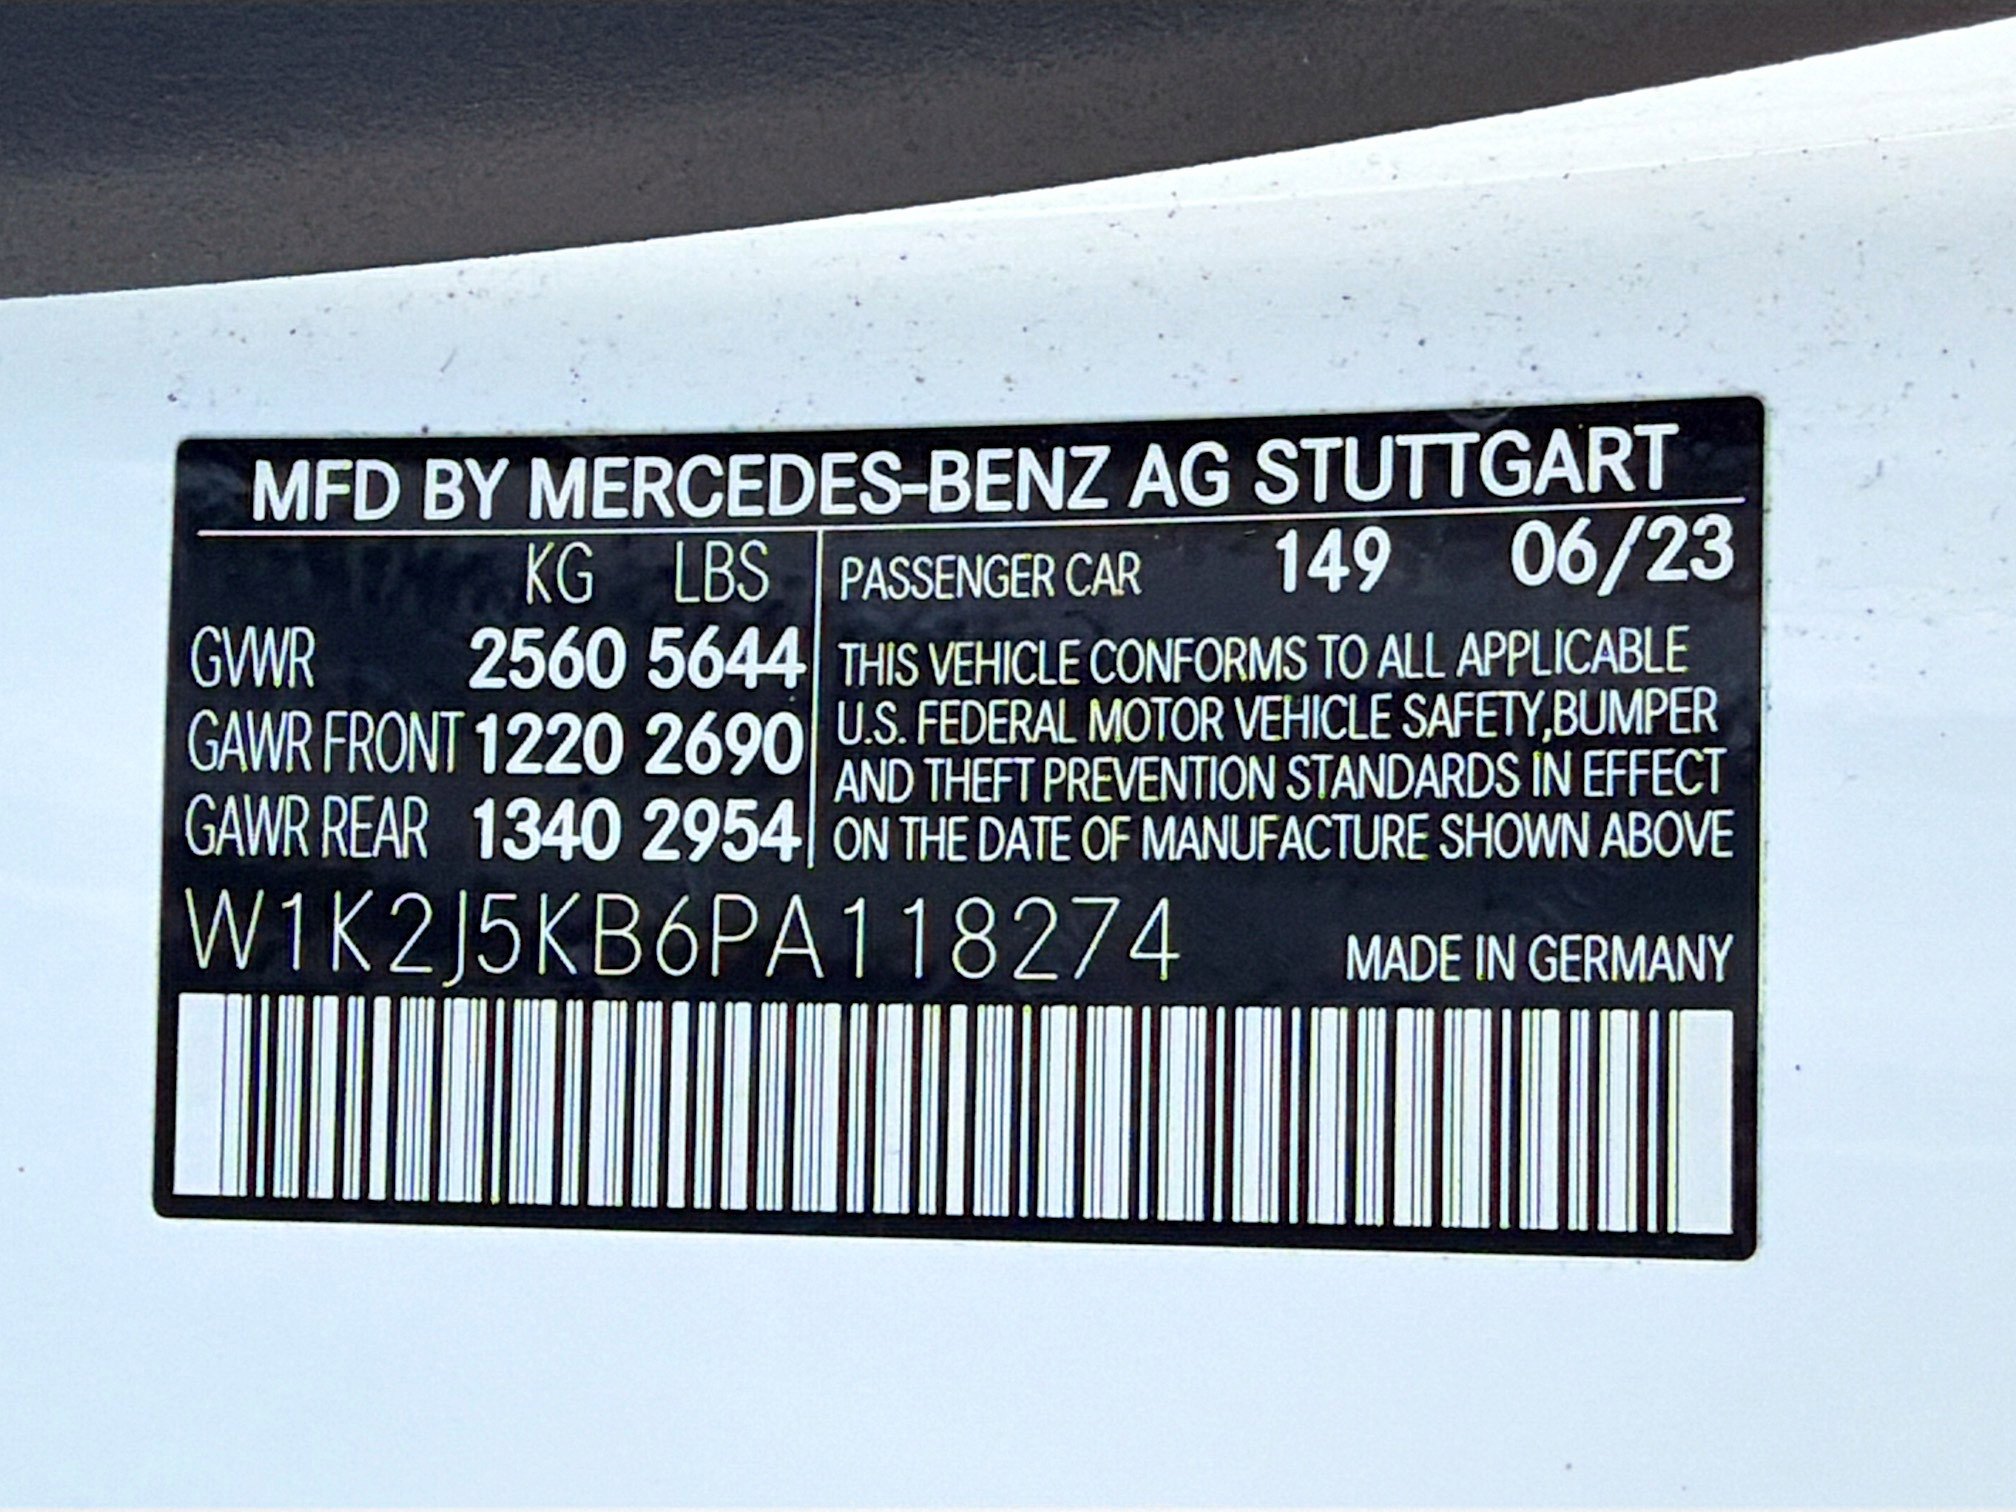 MFD BY MERCEDES-BENZ AG STUTTGART
KG LBS
GVWR 2560 5644
GAWR FRONT 1220 2690
GAWR REAR 1340 2954
PASSENGER CAR 149 06/23
THIS VEHICLE CONFORMS TO ALL APPLICABLE
U.S. FEDERAL MOTOR VEHICLE SAFETY,BUMPER
AND THEFT PREVENTION STANDARDS IN EFFECT
ON THE DATE OF MANUFACTURE SHOWN ABOVE
W1K2J5KB6PA118274
MADE IN GERMANY